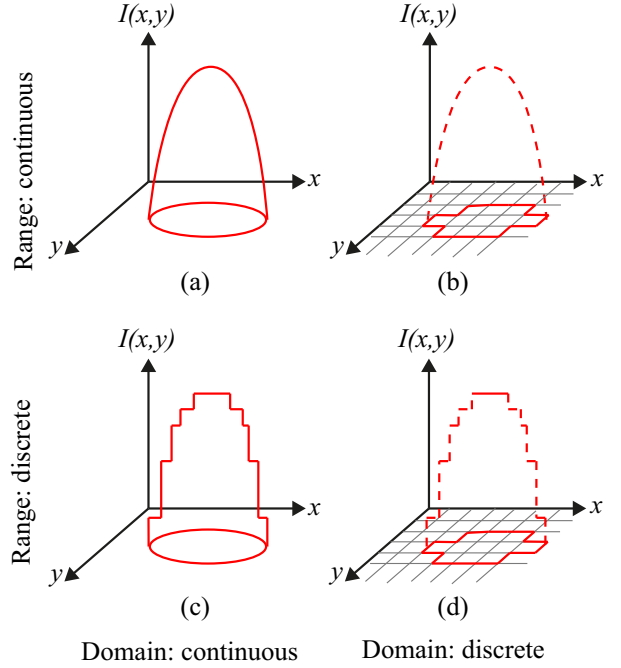 I(x,y)
I(x,y)
Range: continuous
x
x
y
y
(a)
(b)
I(x,y)
I(x,y)
Range: discrete
x
x
y
y
(c)
(d)
Domain: continuous
Domain: discrete